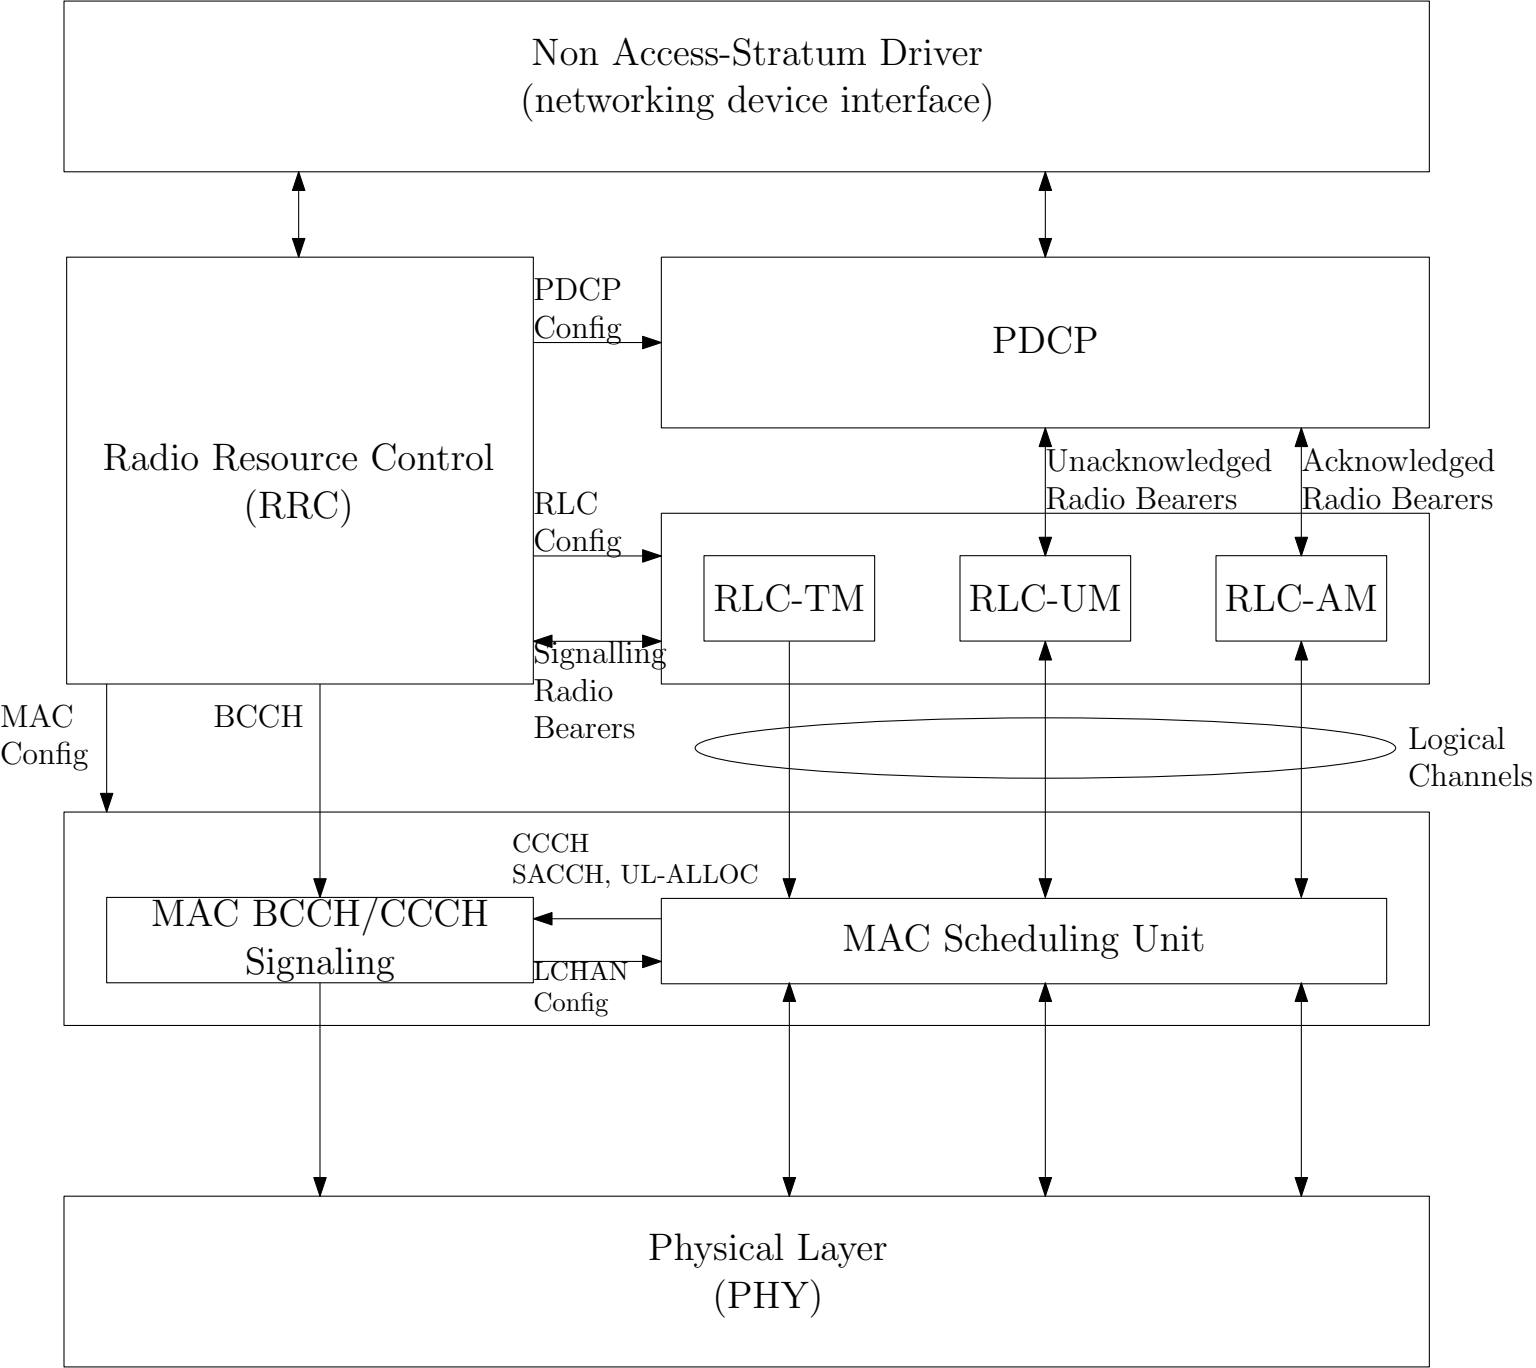 Non Access-Stratum Driver
(networking device interface)
PDCP
Config
PDCP
Radio Resource Control
(RRC)
Unacknowledged
Radio Bearers
Acknowledged
Radio Bearers
RLC
Config
RLC-TM
RLC-UM
RLC-AM
Signalling
Radio
Bearers
MAC
Config
BCCH
Logical
Channels
CCCH
SACCH, UL-ALLOC
MAC BCCH/CCCH
Signaling
MAC Scheduling Unit
LCHAN
Config
Physical Layer
(PHY)